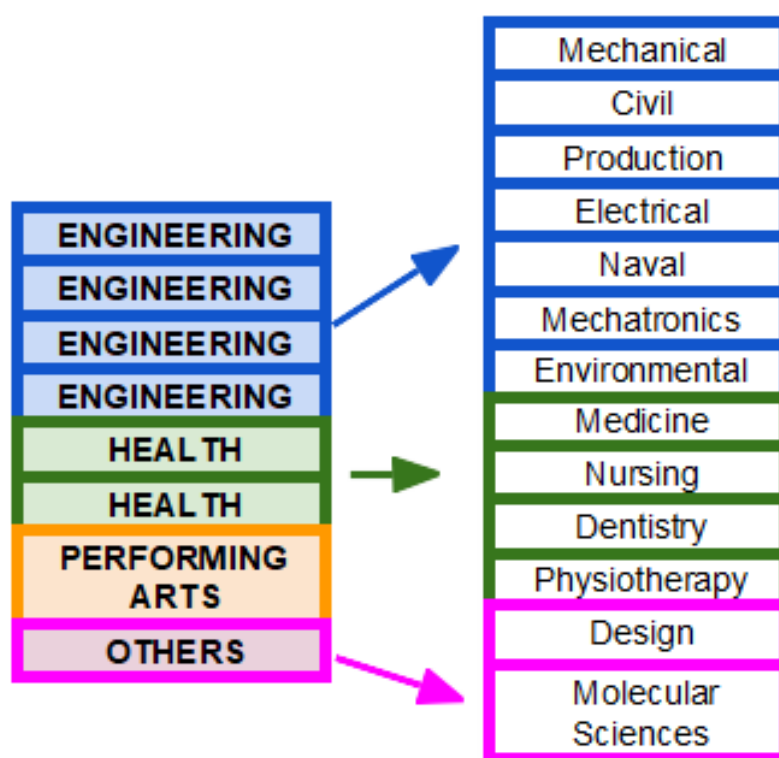 ENGINEERING
ENGINEERING
ENGINEERING
ENGINEERING
HEALTH
HEALTH
PERFORMING
ARTS
OTHERS
Mechanical
Civil
Production
Electrical
Naval
Mechatronics
Environmental
Medicine
Nursing
Dentistry
Physiotherapy
Design
Molecular
Sciences